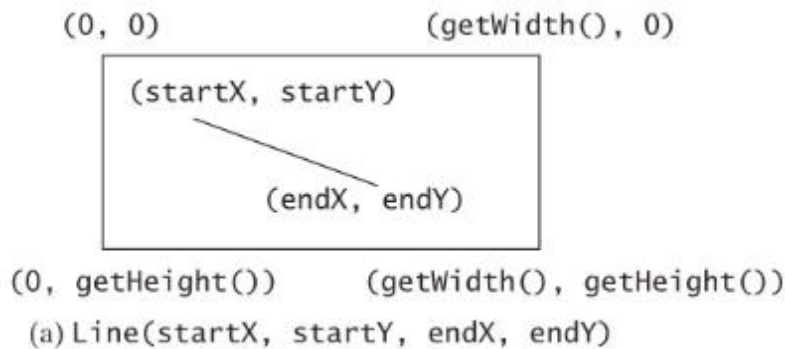 (0, 0) (getWidth(), 0)
(startX, startY)
(endX, endY)
(0, getHeight()) (getWidth(), getHeight())
(a) Line(startX, startY, endX, endY)